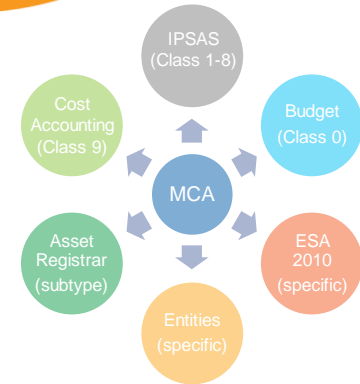 IPSAS
(Class 1-8)
Cost
Accounting
(Class 9)
Budget
(Class 0)
MCA
Asset
Registrar
(subtype)
ESA
2010
(specific)
Entities
(specific)